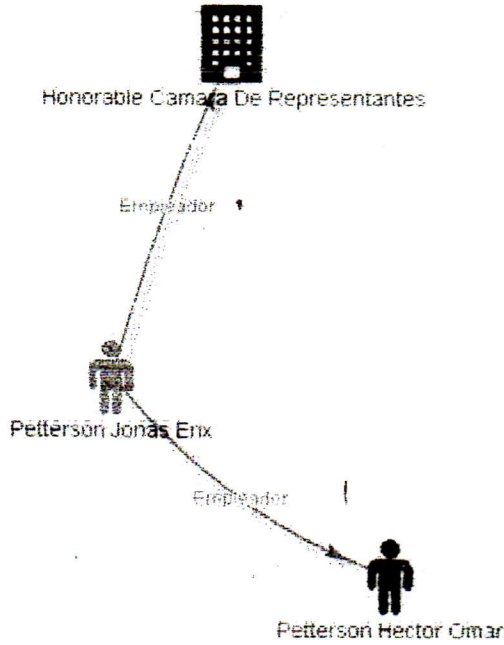 Honorable Camara De Representantes
Empleador
Petterson Jonas Erix
Empleador
Petterson Hector Omar